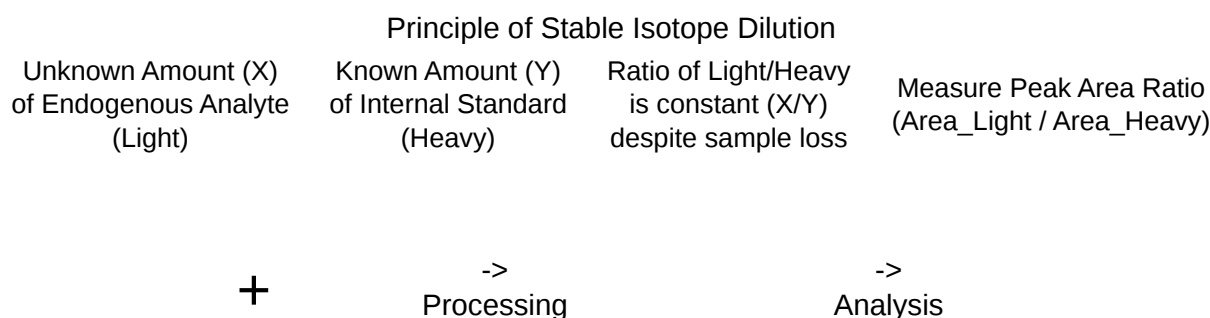 Principle of Stable Isotope Dilution
Unknown Amount (X)
of Endogenous Analyte
(Light)
Known Amount (Y)
of Internal Standard
(Heavy)
Ratio of Light/Heavy
is constant (X/Y)
despite sample loss
Measure Peak Area Ratio
(Area_Light / Area_Heavy)
+
->
Processing
->
Analysis